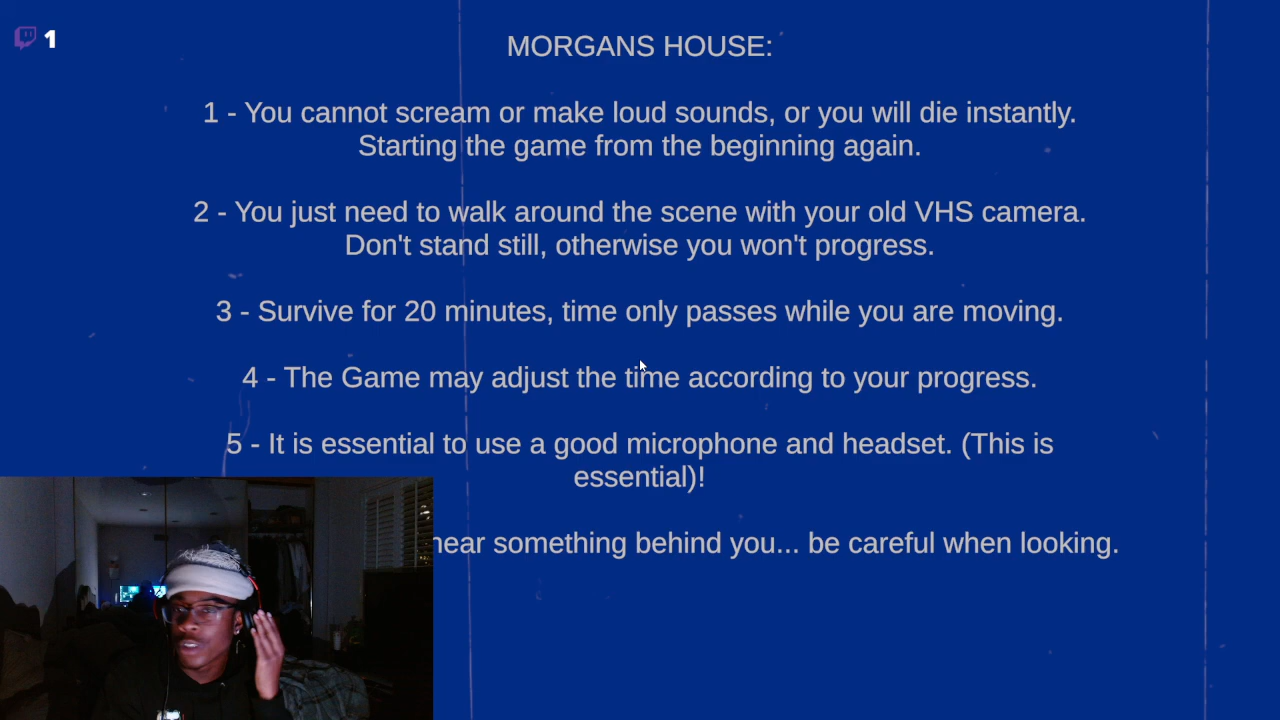 1
MORGANS HOUSE:
1 - You cannot scream or make loud sounds, or you will die instantly.
Starting the game from the beginning again.
2 - You just need to walk around the scene with your old VHS camera.
Don't stand still, otherwise you won't progress.
3 - Survive for 20 minutes, time only passes while you are moving.
4 - The Game may adjust the time according to your progress.
5 - It is essential to use a good microphone and headset. (This is
essential)!
hear something behind you... be careful when looking.